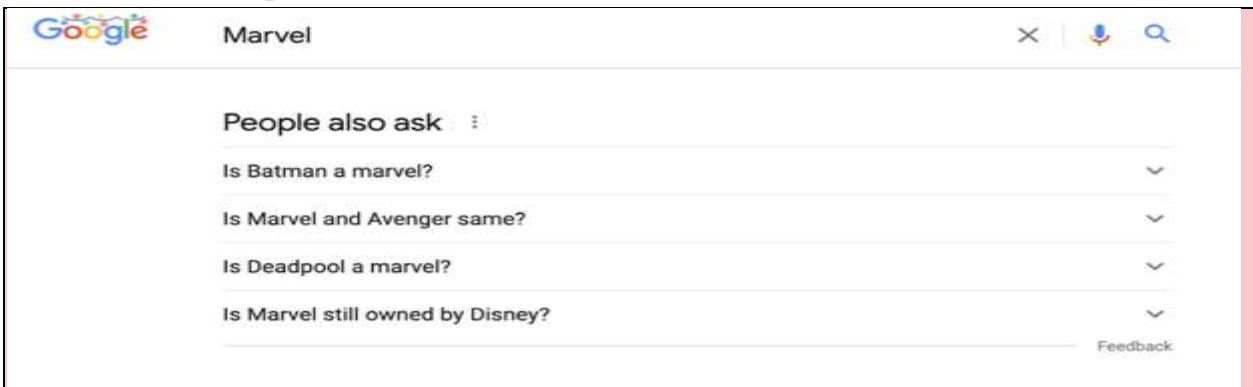 Google
Marvel
People also ask
Is Batman a marvel?
Is Marvel and Avenger same?
Is Deadpool a marvel?
Is Marvel still owned by Disney?
Feedback